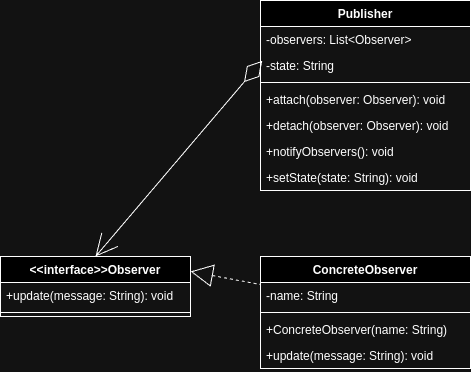 Publisher
-observers: List<Observer>
-state: String
+attach(observer: Observer): void
+detach(observer: Observer): void
+notifyObservers(): void
+setState(state: String): void
<<interface>>Observer
+update(message: String): void
ConcreteObserver
-name: String
+ConcreteObserver(name: String)
+update(message: String): void